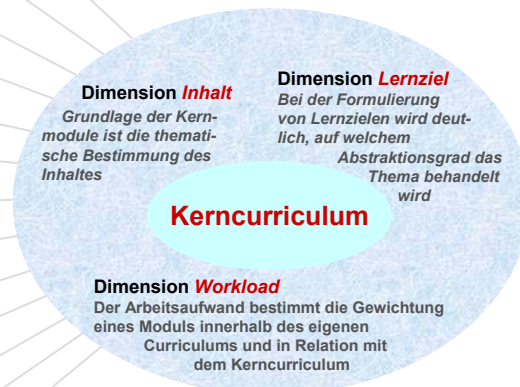 Dimension Inhalt
Grundlage der Kern-
module ist die themati-
sche Bestimmung des
Inhaltes
Dimension Lernziel
Bei der Formulierung
von Lernzielen wird deut-
lich, auf welchem
Abstraktionsgrad das
Thema behandelt
wird
Kerncurriculum
Dimension Workload
Der Arbeitsaufwand bestimmt die Gewichtung
eines Moduls innerhalb des eigenen
Curriculums und in Relation mit
dem Kerncurriculum